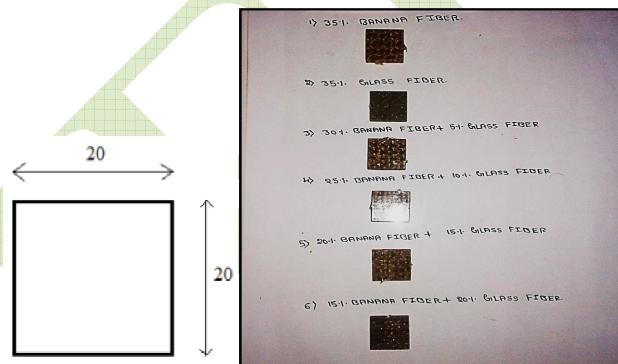 20
20
1) 35%. BANANA FIBER.
2) 35%. GLASS FIBER.
3) 30%. BANANA FIBER + 5%. GLASS FIBER
4) 25%. BANANA FIBER + 10%. GLASS FIBER
5) 20%. BANANA FIBER + 15%. GLASS FIBER
6) 15%. BANANA FIBER + 20%. GLASS FIBER